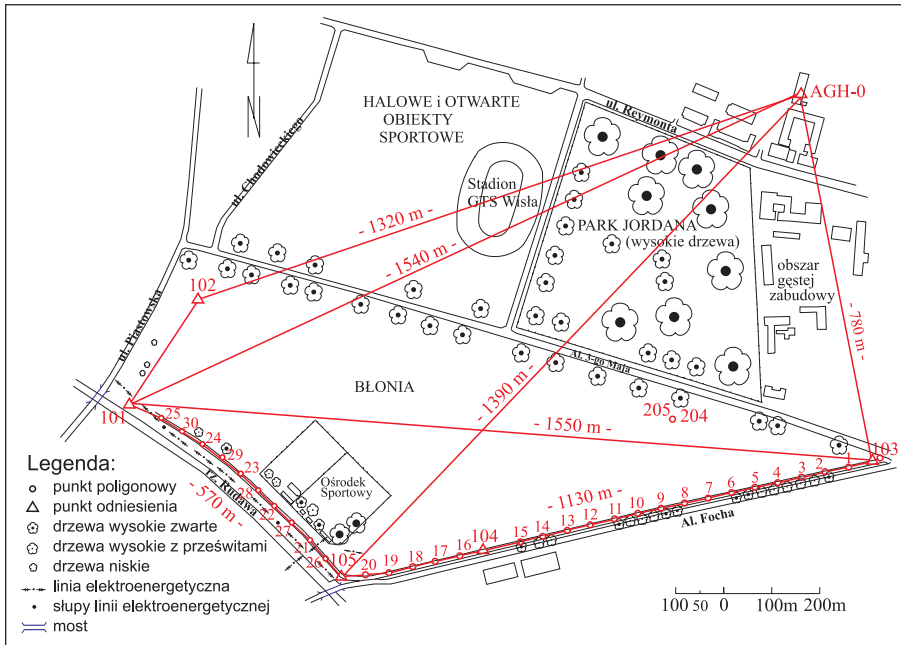 AGH-0
HALOWE i OTWARTE
OBIEKTY
SPORTOWE
ul. Reymonta
ul. Chodowieckiego
N
Stadion
GTS Wisła
PARK JORDANA
(wysokie drzewa)
- 1320 m -
- 1540 m -
obszar
gęstej
zabudowy
102
- 780 m -
ul. Piastowska
Al. 3-go Maja
BŁONIA
- 1390 m -
101
205
204
- 1550 m -
25
30
24
29
23
28
22
27
21
26
105
103
1
2
3
4
5
6
7
8
9
10
11
12
13
14
15
104
16
17
18
19
20
- 1130 m -
Al. Focha
Ośrodek
Sportowy
rz. Rudawa
- 570 m -
Legenda:
punkt poligonowy
punkt odniesienia
drzewa wysokie zwarte
drzewa wysokie z prześwitami
drzewa niskie
linia elektroenergetyczna
słupy linii elektroenergetycznej
most
100 50 0 100m 200m